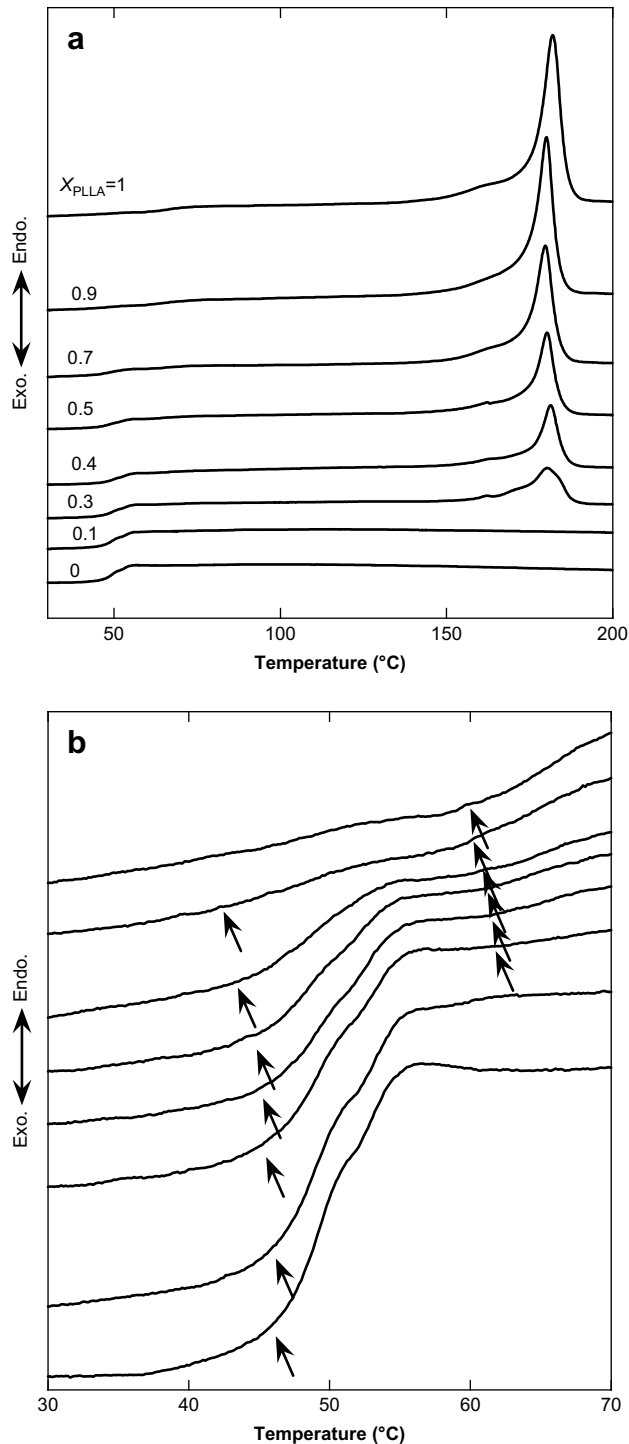 a
X_PLLA=1
0.9
0.7
0.5
0.4
0.3
0.1
0
Exo. Endo.
50 100 150 200
Temperature (°C)
b
Exo. Endo.
30 40 50 60 70
Temperature (°C)